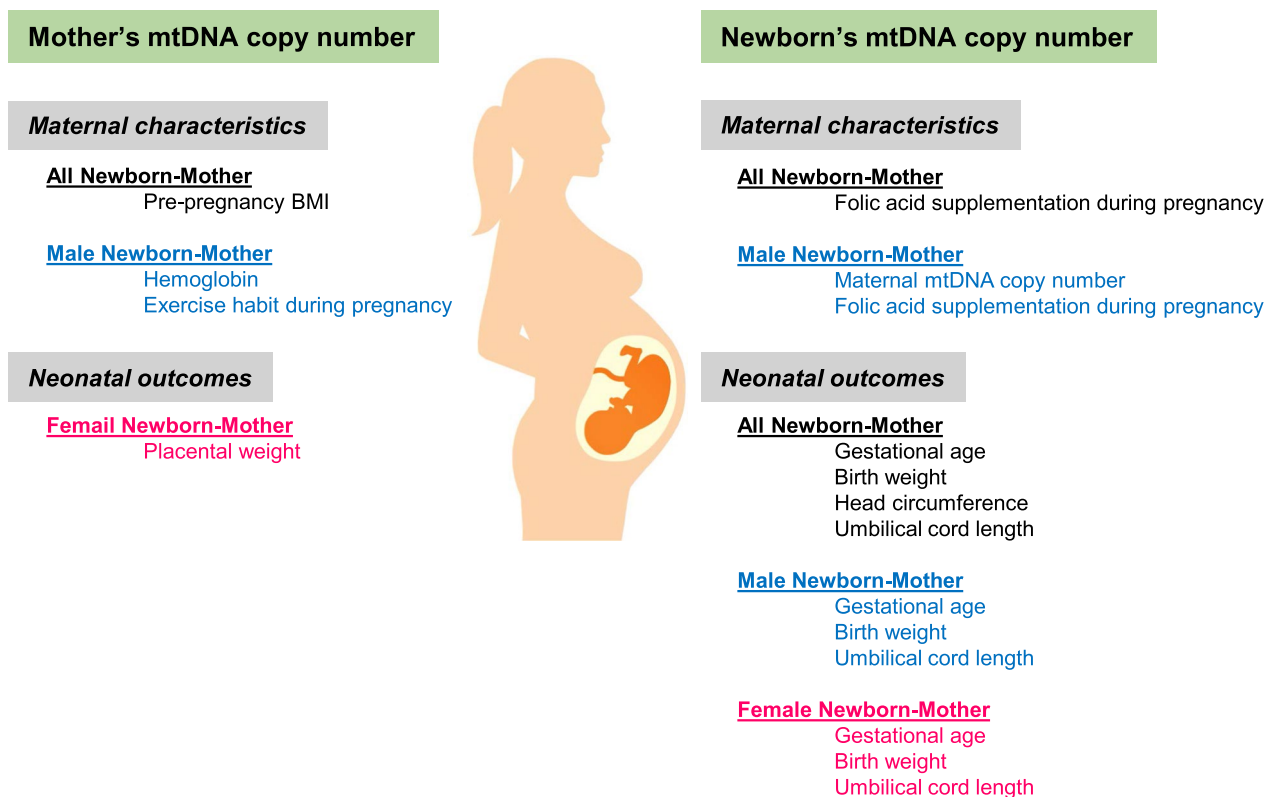 Mother’s mtDNA copy number
Maternal characteristics
All Newborn-Mother
Pre-pregnancy BMI
Male Newborn-Mother
Hemoglobin
Exercise habit during pregnancy
Neonatal outcomes
Femail Newborn-Mother
Placental weight
Newborn’s mtDNA copy number
Maternal characteristics
All Newborn-Mother
Folic acid supplementation during pregnancy
Male Newborn-Mother
Maternal mtDNA copy number
Folic acid supplementation during pregnancy
Neonatal outcomes
All Newborn-Mother
Gestational age
Birth weight
Head circumference
Umbilical cord length
Male Newborn-Mother
Gestational age
Birth weight
Umbilical cord length
Female Newborn-Mother
Gestational age
Birth weight
Umbilical cord length